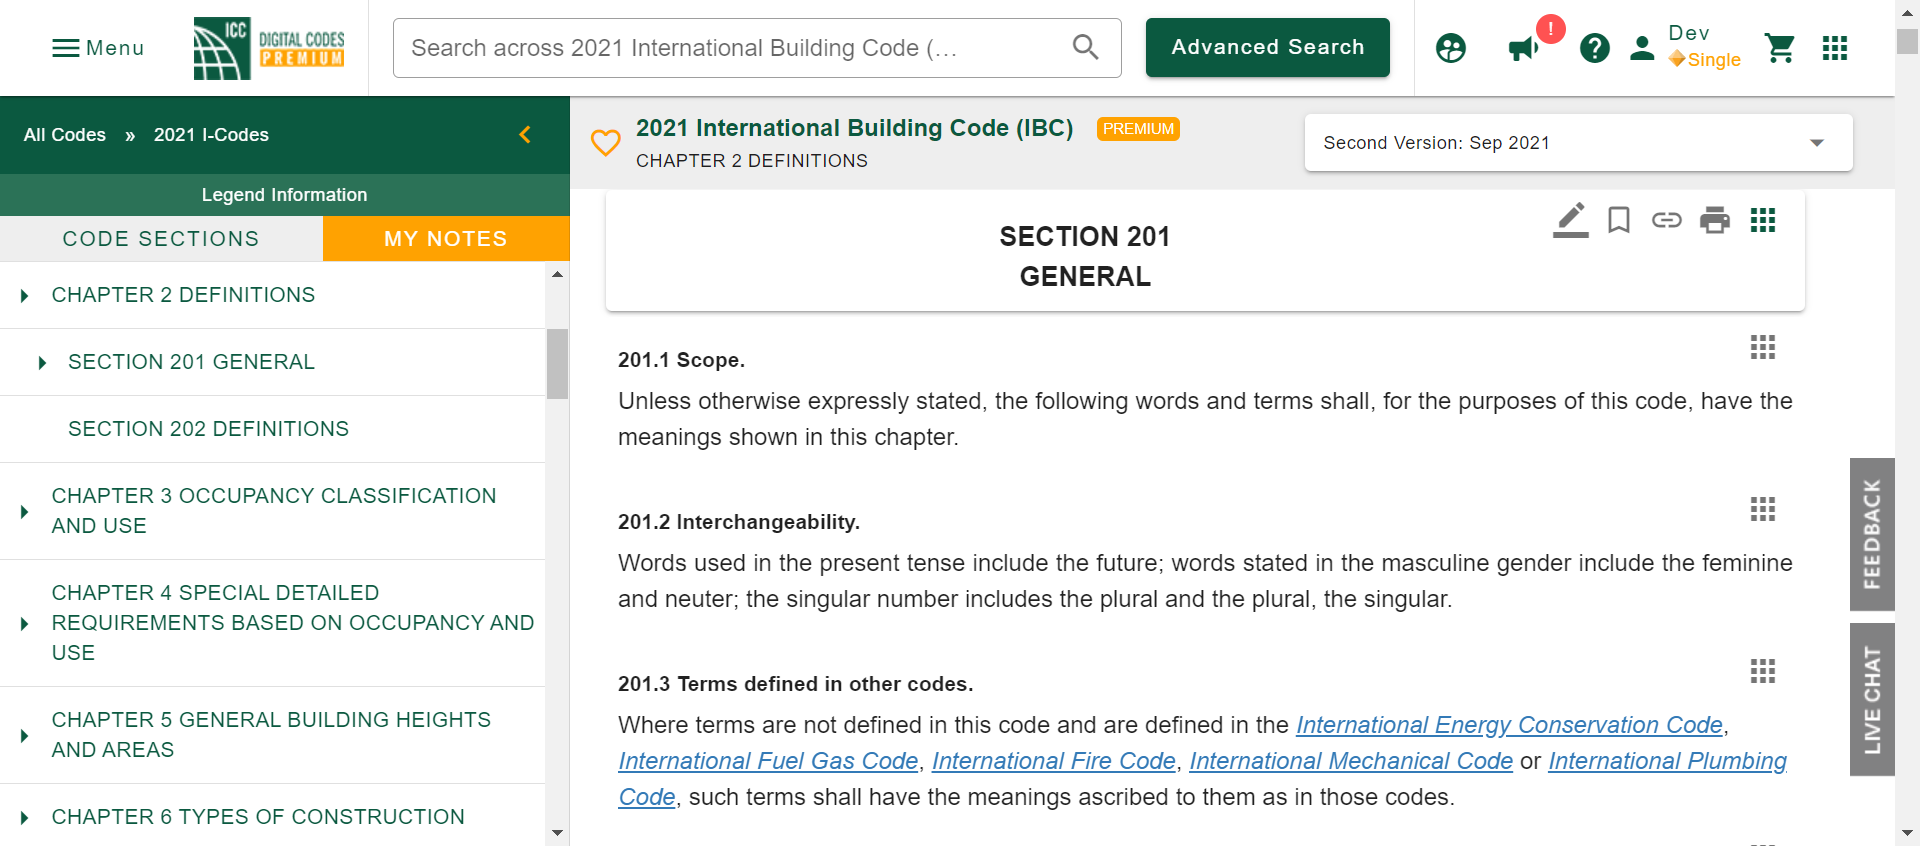 Menu
ICC
DIGITAL CODES
PREMIUM
Search across 2021 International Building Code (...
Advanced Search
!
?
Dev
Single
All Codes » 2021 I-Codes
Legend Information
CODE SECTIONS
MY NOTES
CHAPTER 2 DEFINITIONS
SECTION 201 GENERAL
SECTION 202 DEFINITIONS
CHAPTER 3 OCCUPANCY CLASSIFICATION
AND USE
CHAPTER 4 SPECIAL DETAILED
REQUIREMENTS BASED ON OCCUPANCY AND
USE
CHAPTER 5 GENERAL BUILDING HEIGHTS
AND AREAS
CHAPTER 6 TYPES OF CONSTRUCTION
2021 International Building Code (IBC) PREMIUM
CHAPTER 2 DEFINITIONS
Second Version: Sep 2021
SECTION 201
GENERAL
201.1 Scope.
Unless otherwise expressly stated, the following words and terms shall, for the purposes of this code, have the
meanings shown in this chapter.
201.2 Interchangeability.
Words used in the present tense include the future; words stated in the masculine gender include the feminine
and neuter; the singular number includes the plural and the plural, the singular.
201.3 Terms defined in other codes.
Where terms are not defined in this code and are defined in the International Energy Conservation Code,
International Fuel Gas Code, International Fire Code, International Mechanical Code or International Plumbing
Code, such terms shall have the meanings ascribed to them as in those codes.
FEEDBACK
LIVE CHAT